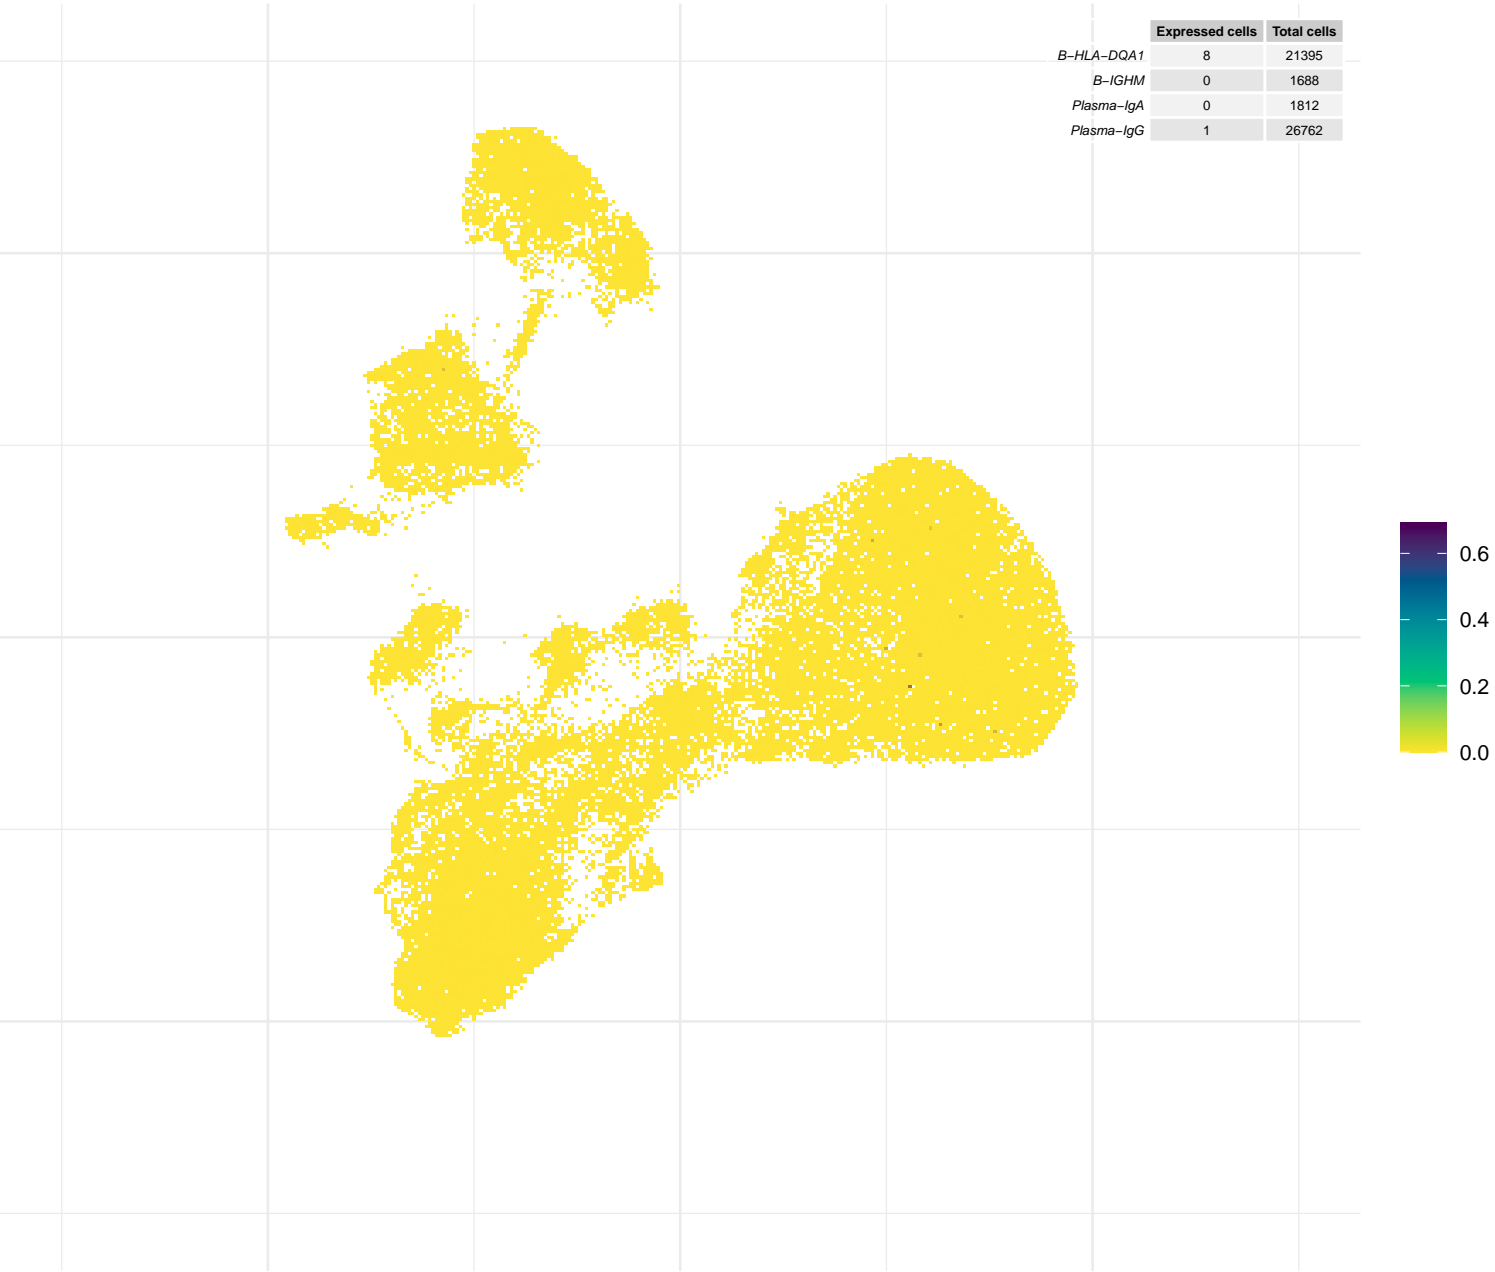 Expressed cells Total cells
B−HLA−DQA1 8 21395
B−IGHM 0 1688
Plasma−IgA 0 1812
Plasma−IgG 1 26762
0.6
0.4
0.2
0.0